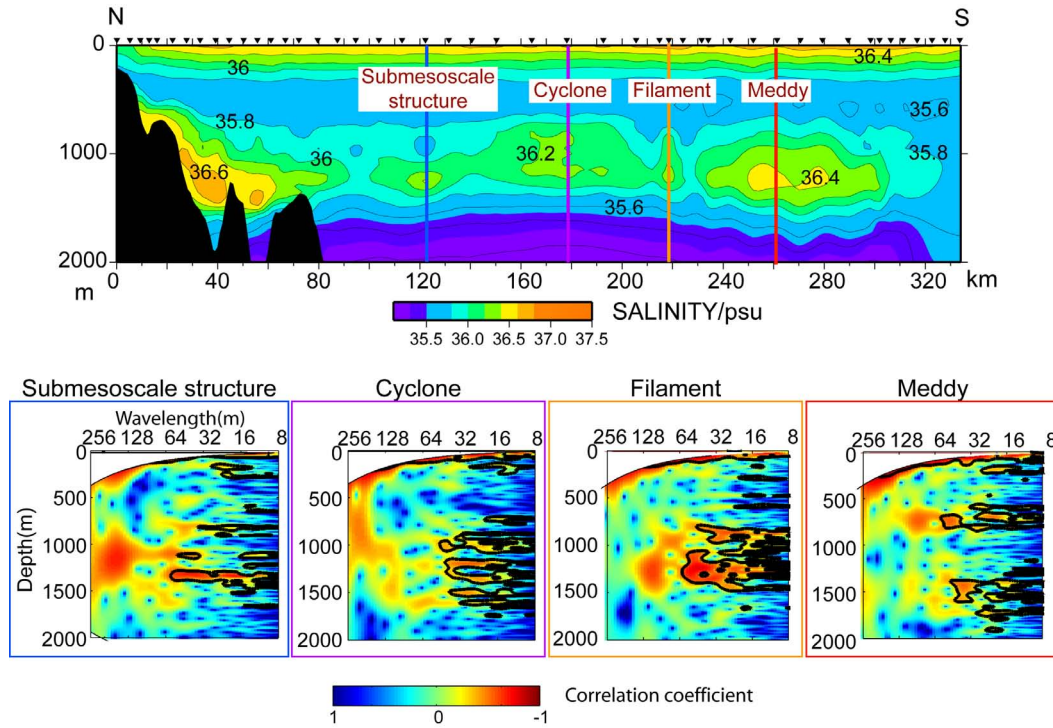 N S
0
36
36.4
Submesoscale
structure
Cyclone
Filament
Meddy
35.6
35.8
1000
36.6
36
36.2
36.4
35.8
35.6
2000
m
0 40 80 120 160 200 240 280 320
km
SALINITY/psu
35.5 36.0 36.5 37.0 37.5
Submesoscale structure
Wavelength(m)
256 128 64 32 16 8
0
500
1000
1500
2000
Depth(m)
Cyclone
256 128 64 32 16 8
0
500
1000
1500
2000
Filament
256 128 64 32 16 8
0
500
1000
1500
2000
Meddy
256 128 64 32 16 8
0
500
1000
1500
2000
Correlation coefficient
1 0 -1